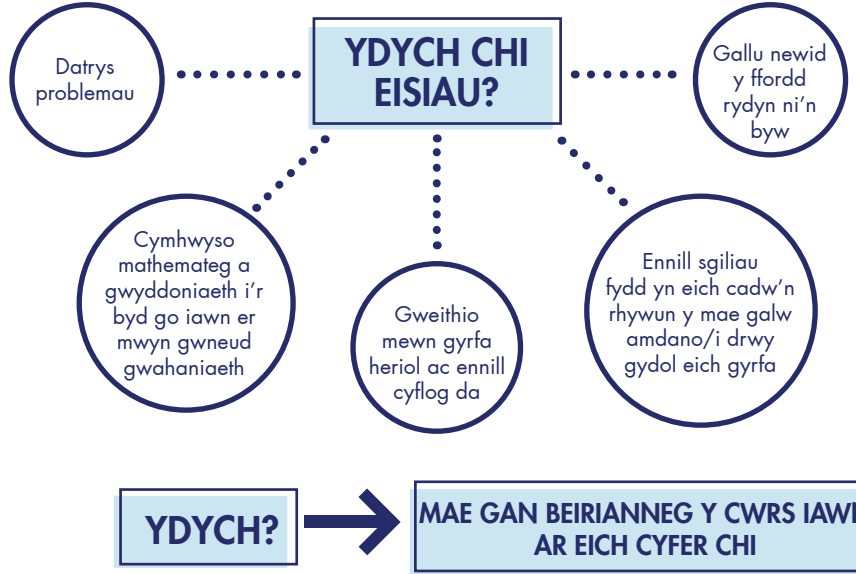 YDYCH CHI
EISIAU?
Datrys
problemau
Gallu newid
y ffordd
rydyn ni’n
byw
Cymhwyso
mathemateg a
gwyddoniaeth i’r
byd go iawn er
mwyn gwneud
gwahaniaeth
Gweithio
mewn gyrfa
heriol ac ennill
cyflog da
Ennill sgiliau
fydd yn eich cadw’n
rhywun y mae galw
amdano/i drwy
gydol eich gyrfa
YDYCH?
MAE GAN BEIRIANNEG Y CWRS IAWN
AR EICH CYFER CHI